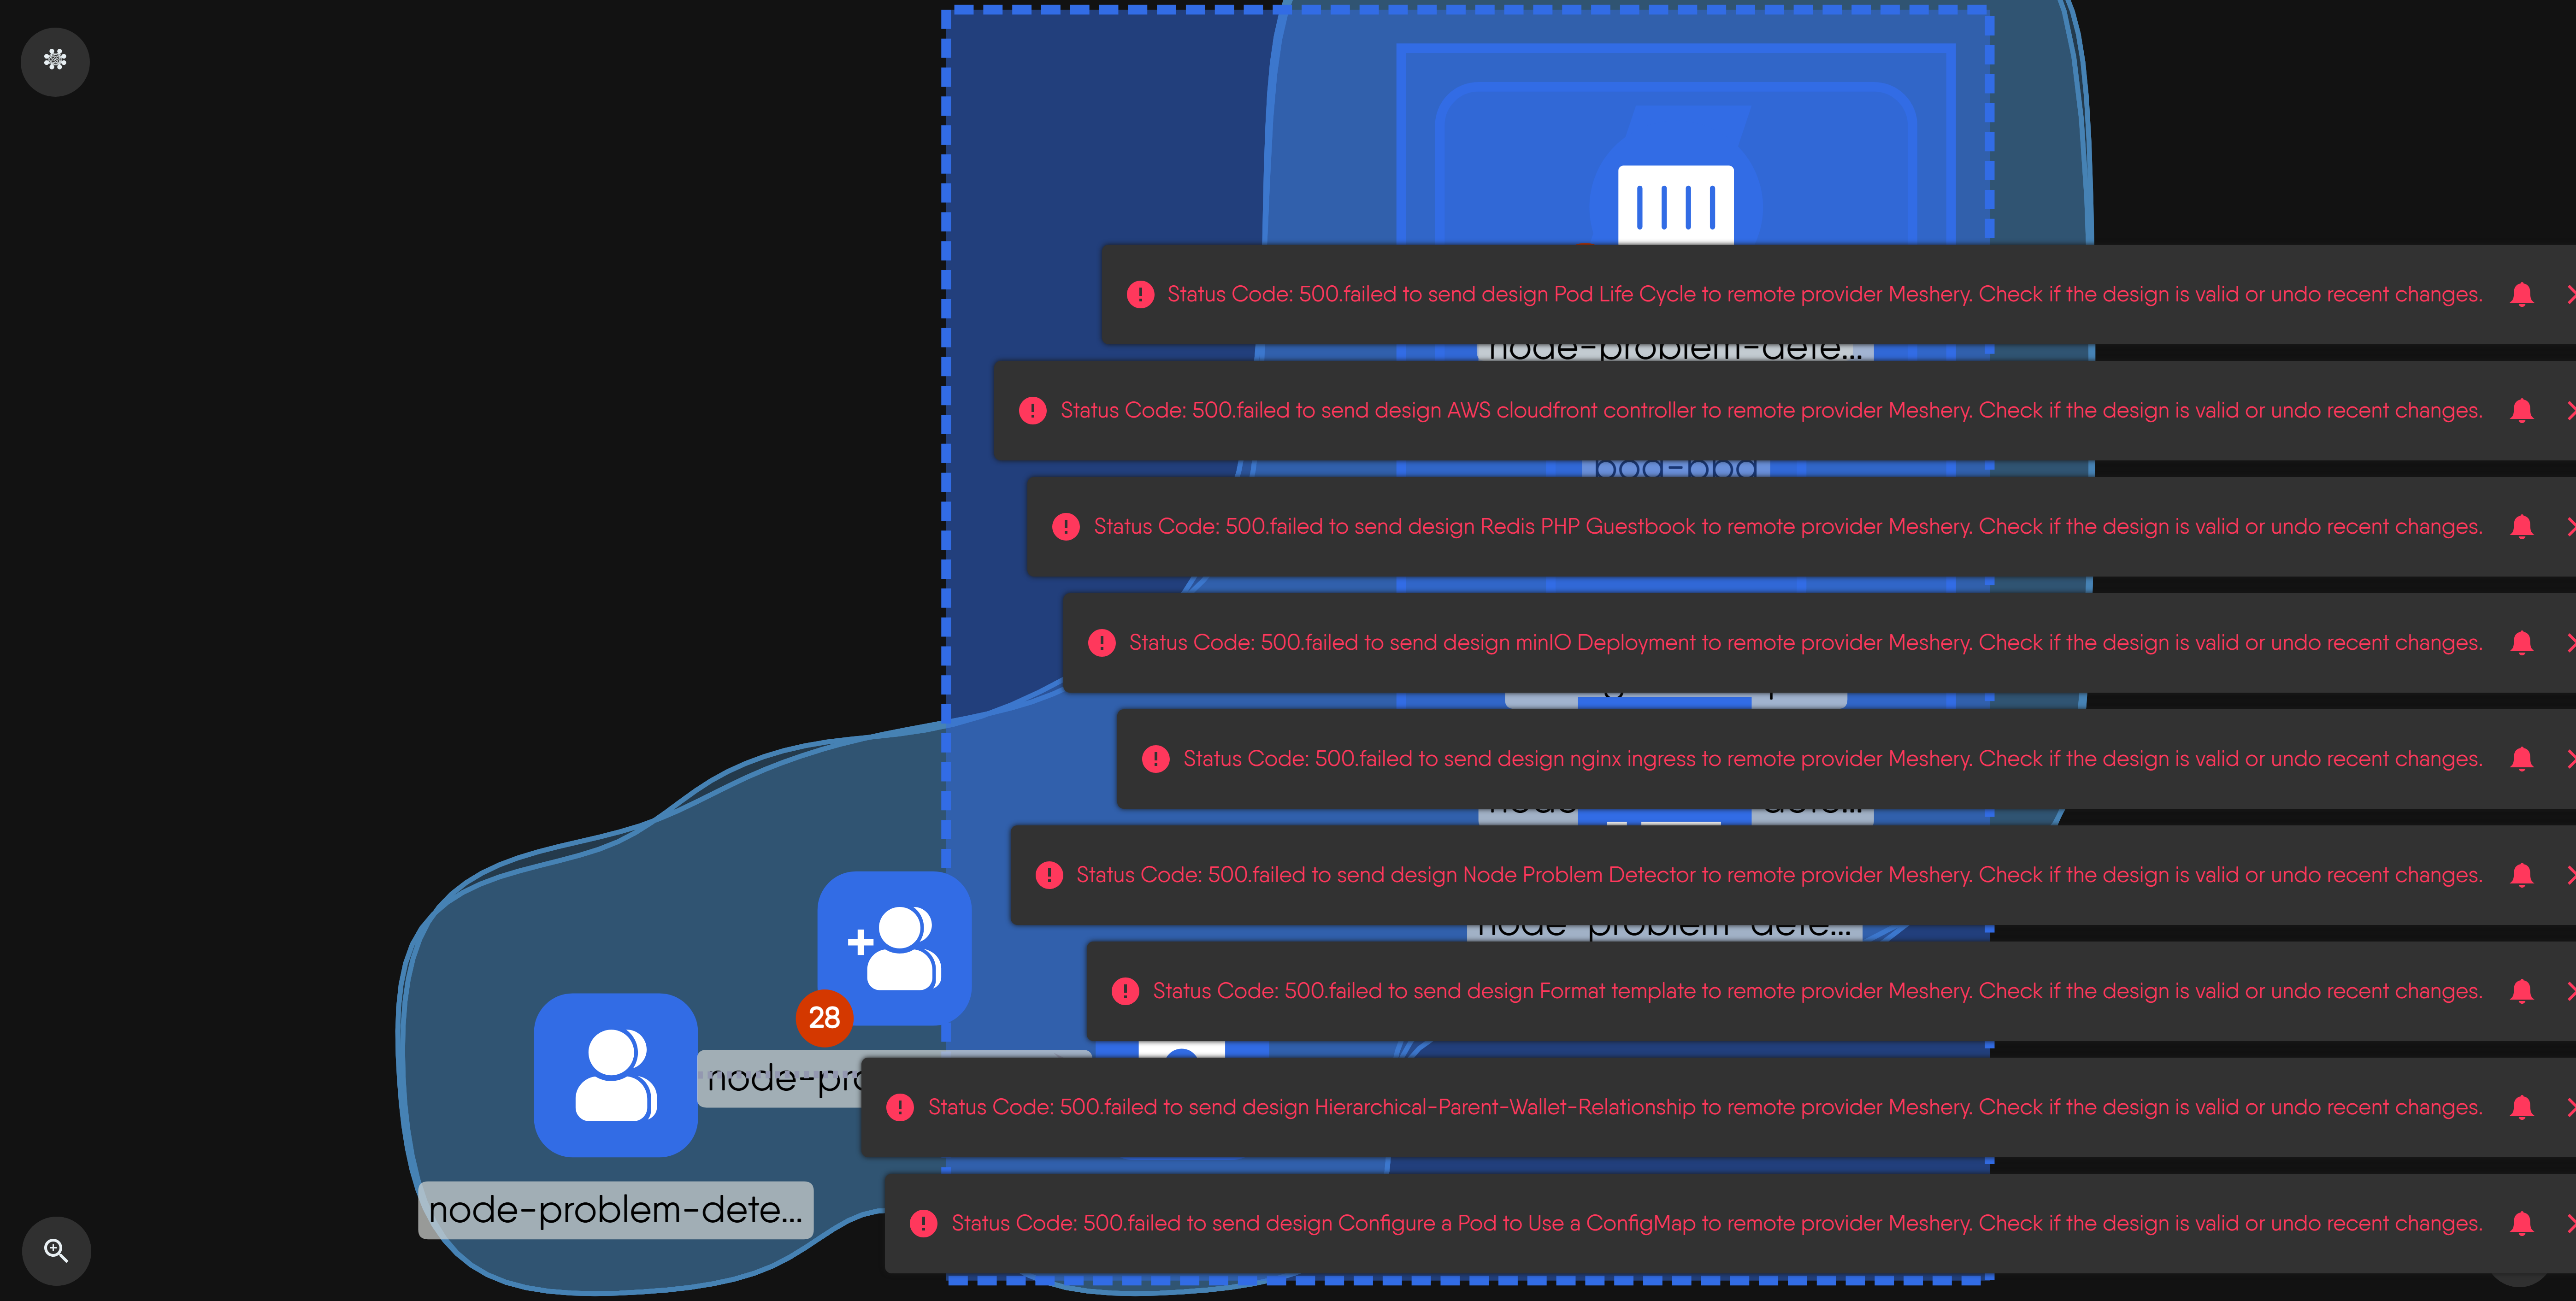 Status Code: 500.failed to send design Pod Life Cycle to remote provider Meshery. Check if the design is valid or undo recent changes.
node-problem-dete...
Status Code: 500.failed to send design AWS cloudfront controller to remote provider Meshery. Check if the design is valid or undo recent changes.
Status Code: 500.failed to send design Redis PHP Guestbook to remote provider Meshery. Check if the design is valid or undo recent changes.
Status Code: 500.failed to send design minIO Deployment to remote provider Meshery. Check if the design is valid or undo recent changes.
Status Code: 500.failed to send design nginx ingress to remote provider Meshery. Check if the design is valid or undo recent changes.
Status Code: 500.failed to send design Node Problem Detector to remote provider Meshery. Check if the design is valid or undo recent changes.
node-problem-dete...
Status Code: 500.failed to send design Format template to remote provider Meshery. Check if the design is valid or undo recent changes.
28
node-pro
Status Code: 500.failed to send design Hierarchical-Parent-Wallet-Relationship to remote provider Meshery. Check if the design is valid or undo recent changes.
node-problem-dete...
Status Code: 500.failed to send design Configure a Pod to Use a ConfigMap to remote provider Meshery. Check if the design is valid or undo recent changes.